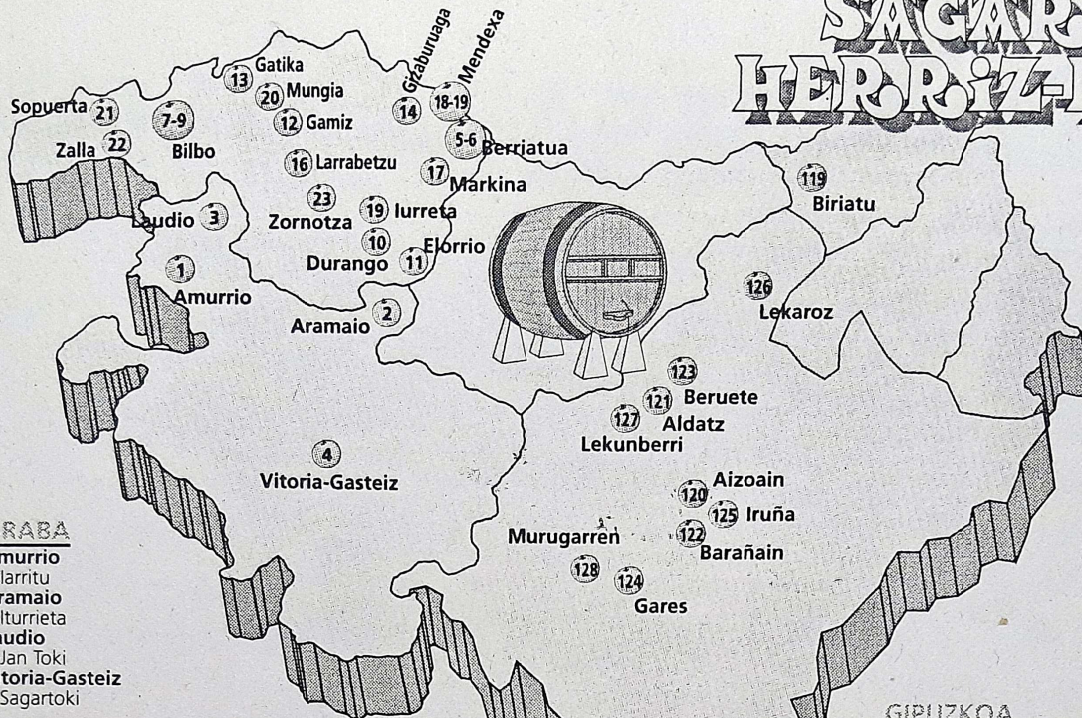 SAGAR
HERRiZ-
Gizaburuaga
Mendexa
13 Gatika
20 Mungia
14
18-19
Sopuerta 21
7-9
12 Gamiz
5-6
Berriatua
Zalla 22
Bilbo
16 Larrabetzu
17
Markina
119
Biriatu
23
Zornotza
19 Iurreta
Laudio 3
10
Durango
11
Elorrio
1
Amurrio
126
Lekaroz
Aramaio 2
123
Beruete
121
Aldatz
127
Lekunberri
4
Vitoria-Gasteiz
Aizoain
120
125 Iruña
122
Barañain
Murugarren
128
124
Gares
RABA
murrio
larritu
ramaio
Iturrieta
audio
Jan Toki
toria-Gasteiz
Sagartoki
GIPUZKOA